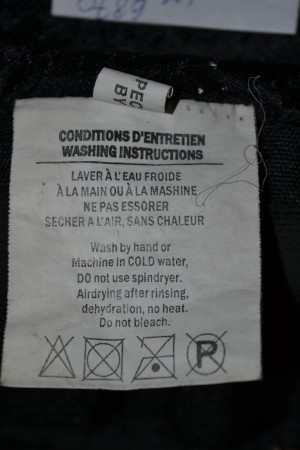 PEC
BY
CONDITIONS D'ENTRETIEN
WASHING INSTRUCTIONS
LAVER À L'EAU FROIDE
À LA MAIN OU À LA MASHINE
NE PAS ESSORER
SECHER A L'AIR, SANS CHALEUR
Wash by hand or
Machine in COLD water,
DO not use spindryer.
Airdrying after rinsing,
dehydration, no heat.
Do not bleach.
P